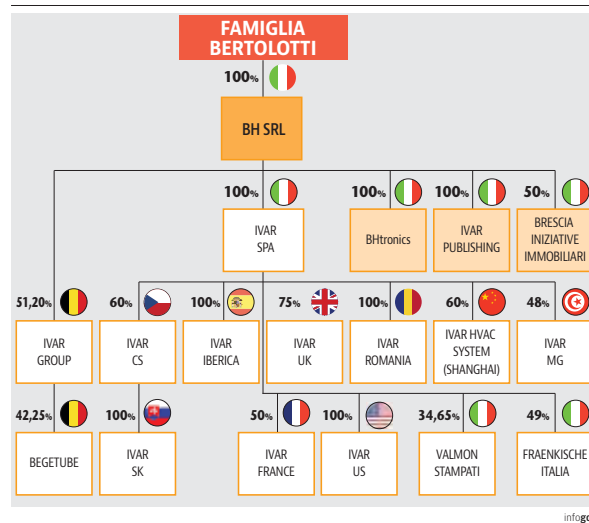 FAMIGLIA
BERTOLOTTI
100%
BH SRL
100%
100%
100%
50%
IVAR
SPA
BHtronics
IVAR
PUBLISHING
BRESCIA
INIZIATIVE
IMMOBILIARI
51,20%
60%
100%
75%
100%
60%
48%
IVAR
GROUP
IVAR
CS
IVAR
IBERICA
IVAR
UK
IVAR
ROMANIA
IVAR HVAC
SYSTEM
(SHANGHAI)
IVAR
MG
42,25%
100%
50%
100%
34,65%
49%
BEGETUBE
IVAR
SK
IVAR
FRANCE
IVAR
US
VALMON
STAMPATI
FRAENKISCHE
ITALIA